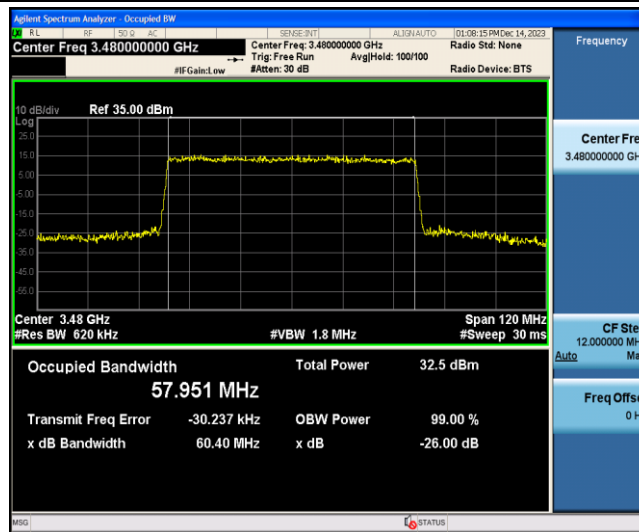 Agilent Spectrum Analyzer - Occupied BW
RL RF 50 Ω AC SENSE:INT ALIGNAUTO 01:08:15 PM Dec 14, 2023
Center Freq 3.480000000 GHz
Center Freq: 3.480000000 GHz
Radio Std: None
Trig: Free Run Avg|Hold: 100/100
#IFGain:Low #Atten: 30 dB Radio Device: BTS
10 dB/div Ref 35.00 dBm
Log
25.0
15.0
5.00
-5.00
-15.0
-25.0
-35.0
-45.0
-55.0
Center 3.48 GHz Span 120 MHz
#Res BW 620 kHz #VBW 1.8 MHz #Sweep 30 ms
Occupied Bandwidth Total Power 32.5 dBm
57.951 MHz
Transmit Freq Error -30.237 kHz OBW Power 99.00 %
x dB Bandwidth 60.40 MHz x dB -26.00 dB
MSG STATUS
Frequency
Center Fre
3.480000000 GH
CF Ste
12.000000 MH
Auto Ma
Freq Offse
0 H